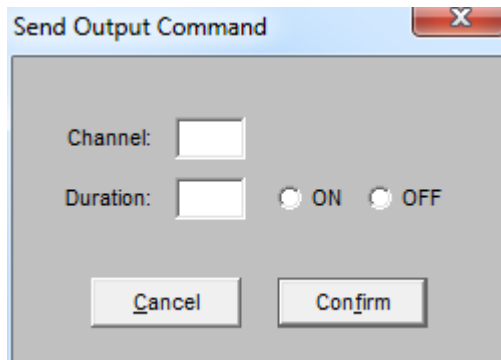 Send Output Command
Channel:
Duration: ON OFF
Cancel Confirm